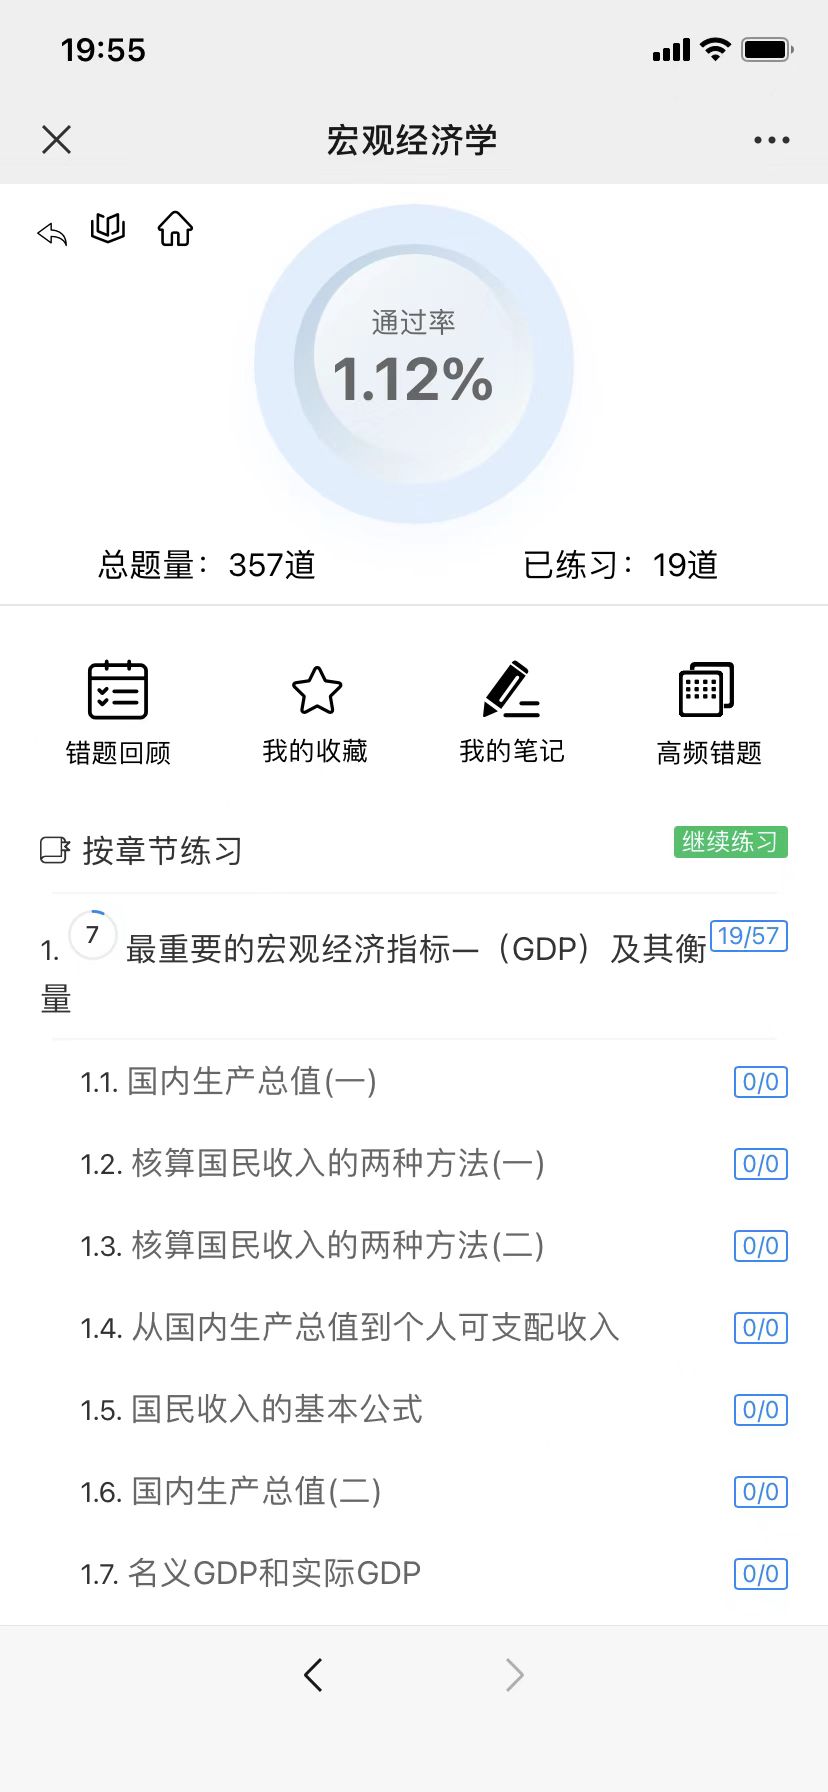 19:55
宏观经济学
通过率
1.12%
总题量：357道
已练习：19道
错题回顾
我的收藏
我的笔记
高频错题
按章节练习
继续练习
1. 7 最重要的宏观经济指标—（GDP）及其衡 19/57
量
1.1. 国内生产总值(一) 0/0
1.2. 核算国民收入的两种方法(一) 0/0
1.3. 核算国民收入的两种方法(二) 0/0
1.4. 从国内生产总值到个人可支配收入 0/0
1.5. 国民收入的基本公式 0/0
1.6. 国内生产总值(二) 0/0
1.7. 名义GDP和实际GDP 0/0